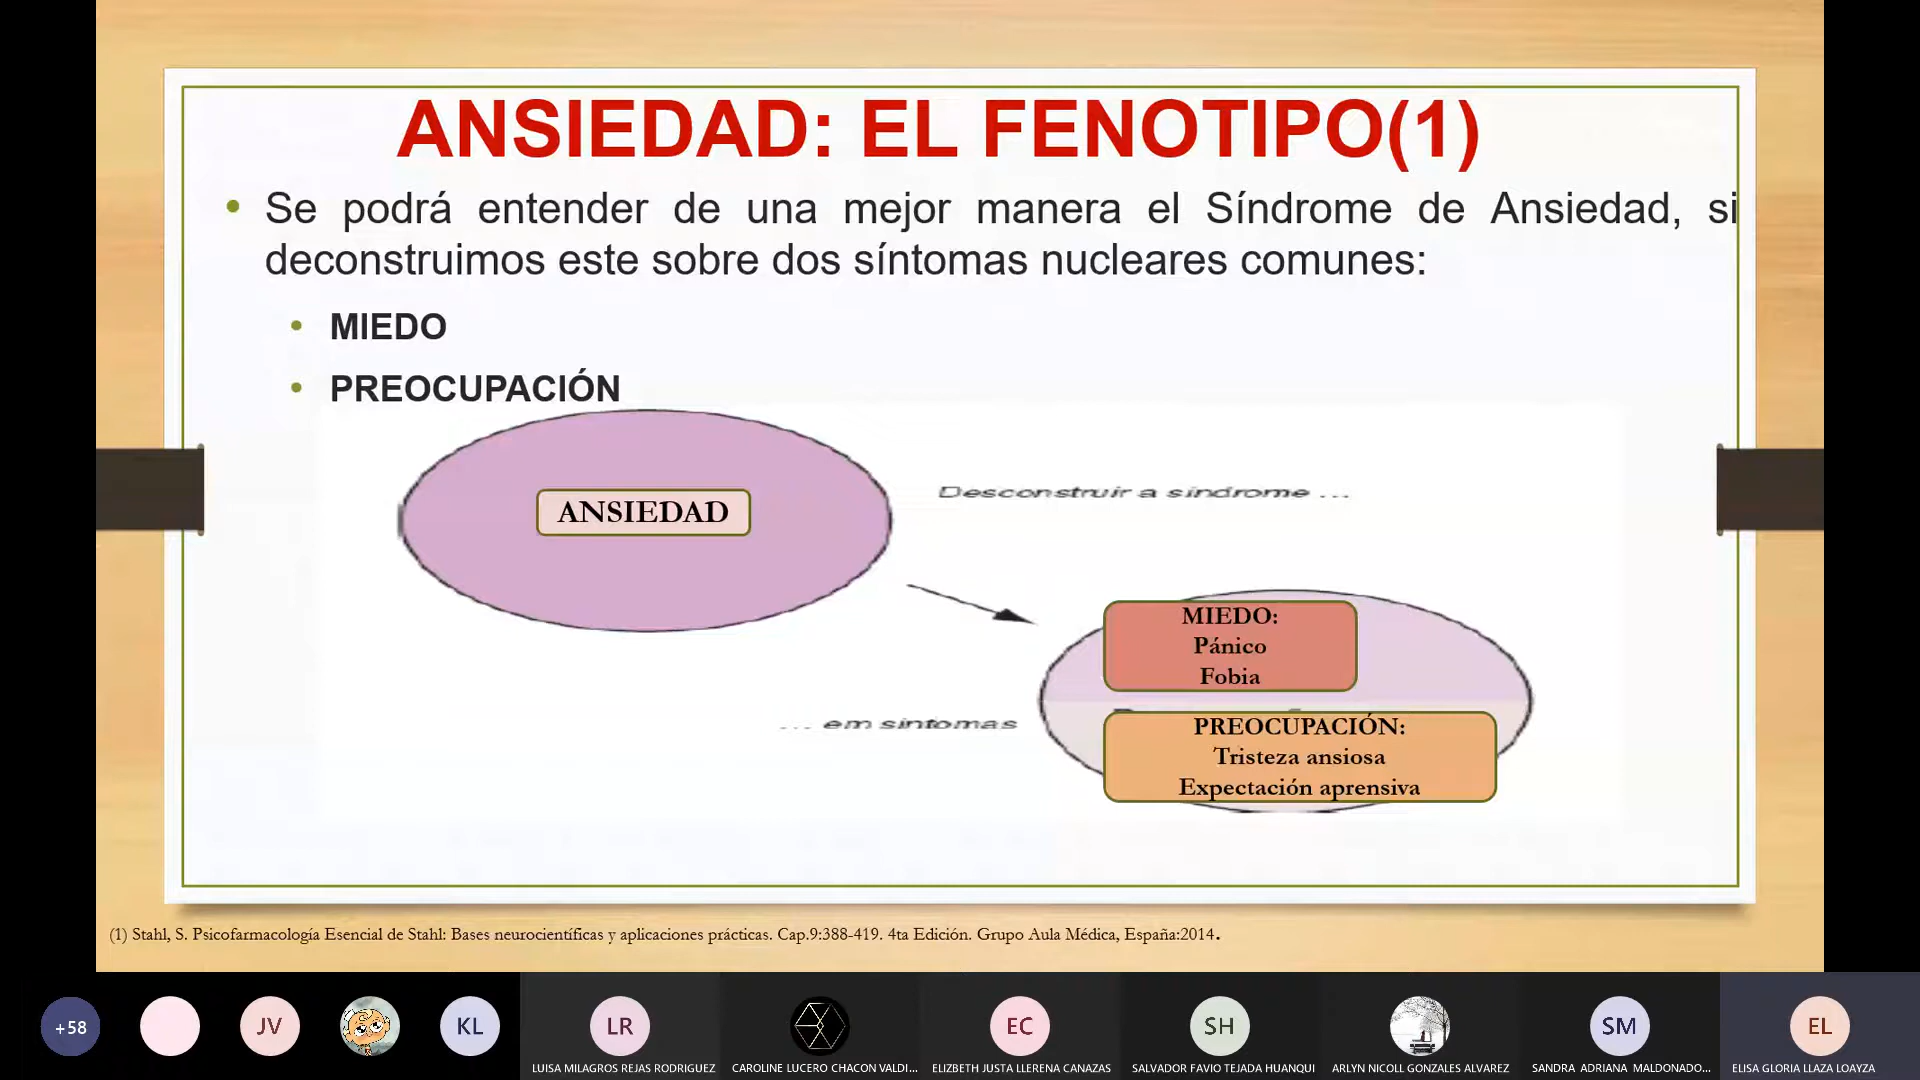 ANSIEDAD: EL FENOTIPO(1)
• Se podrá entender de una mejor manera el Síndrome de Ansiedad, si
deconstruimos este sobre dos síntomas nucleares comunes:
• MIEDO
• PREOCUPACIÓN
ANSIEDAD
Desconstruir a síndrome ...
MIEDO:
Pánico
Fobia
... em sintomas
PREOCUPACIÓN:
Tristeza ansiosa
Expectación aprensiva
(1) Stahl, S. Psicofarmacología Esencial de Stahl: Bases neurocientíficas y aplicaciones prácticas. Cap.9:388-419. 4ta Edición. Grupo Aula Médica, España:2014.
+58
JV
KL
LR
EC
SH
SM
EL
LUISA MILAGROS REJAS RODRIGUEZ
CAROLINE LUCERO CHACON VALDI...
ELIZBETH JUSTA LLERENA CANAZAS
SALVADOR FAVIO TEJADA HUANQUI
ARLYN NICOLL GONZALES ALVAREZ
SANDRA ADRIANA MALDONADO...
ELISA GLORIA LLAZA LOAYZA